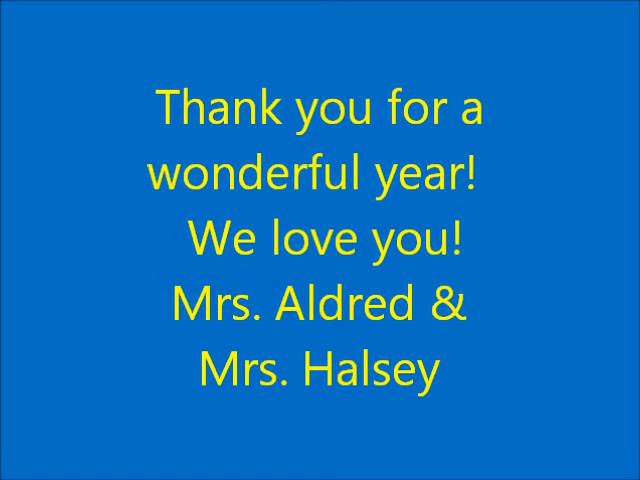 Thank you for a
wonderful year!
We love you!
Mrs. Aldred &
Mrs. Halsey